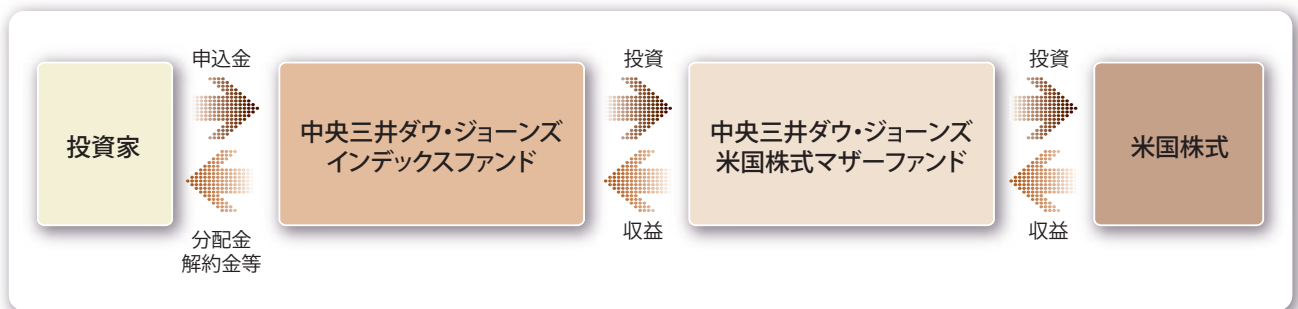 申込金
投資
投資
投資家
中央三井ダウ・ジョーンズ
インデックスファンド
中央三井ダウ・ジョーンズ
米国株式マザーファンド
米国株式
分配金
解約金等
収益
収益